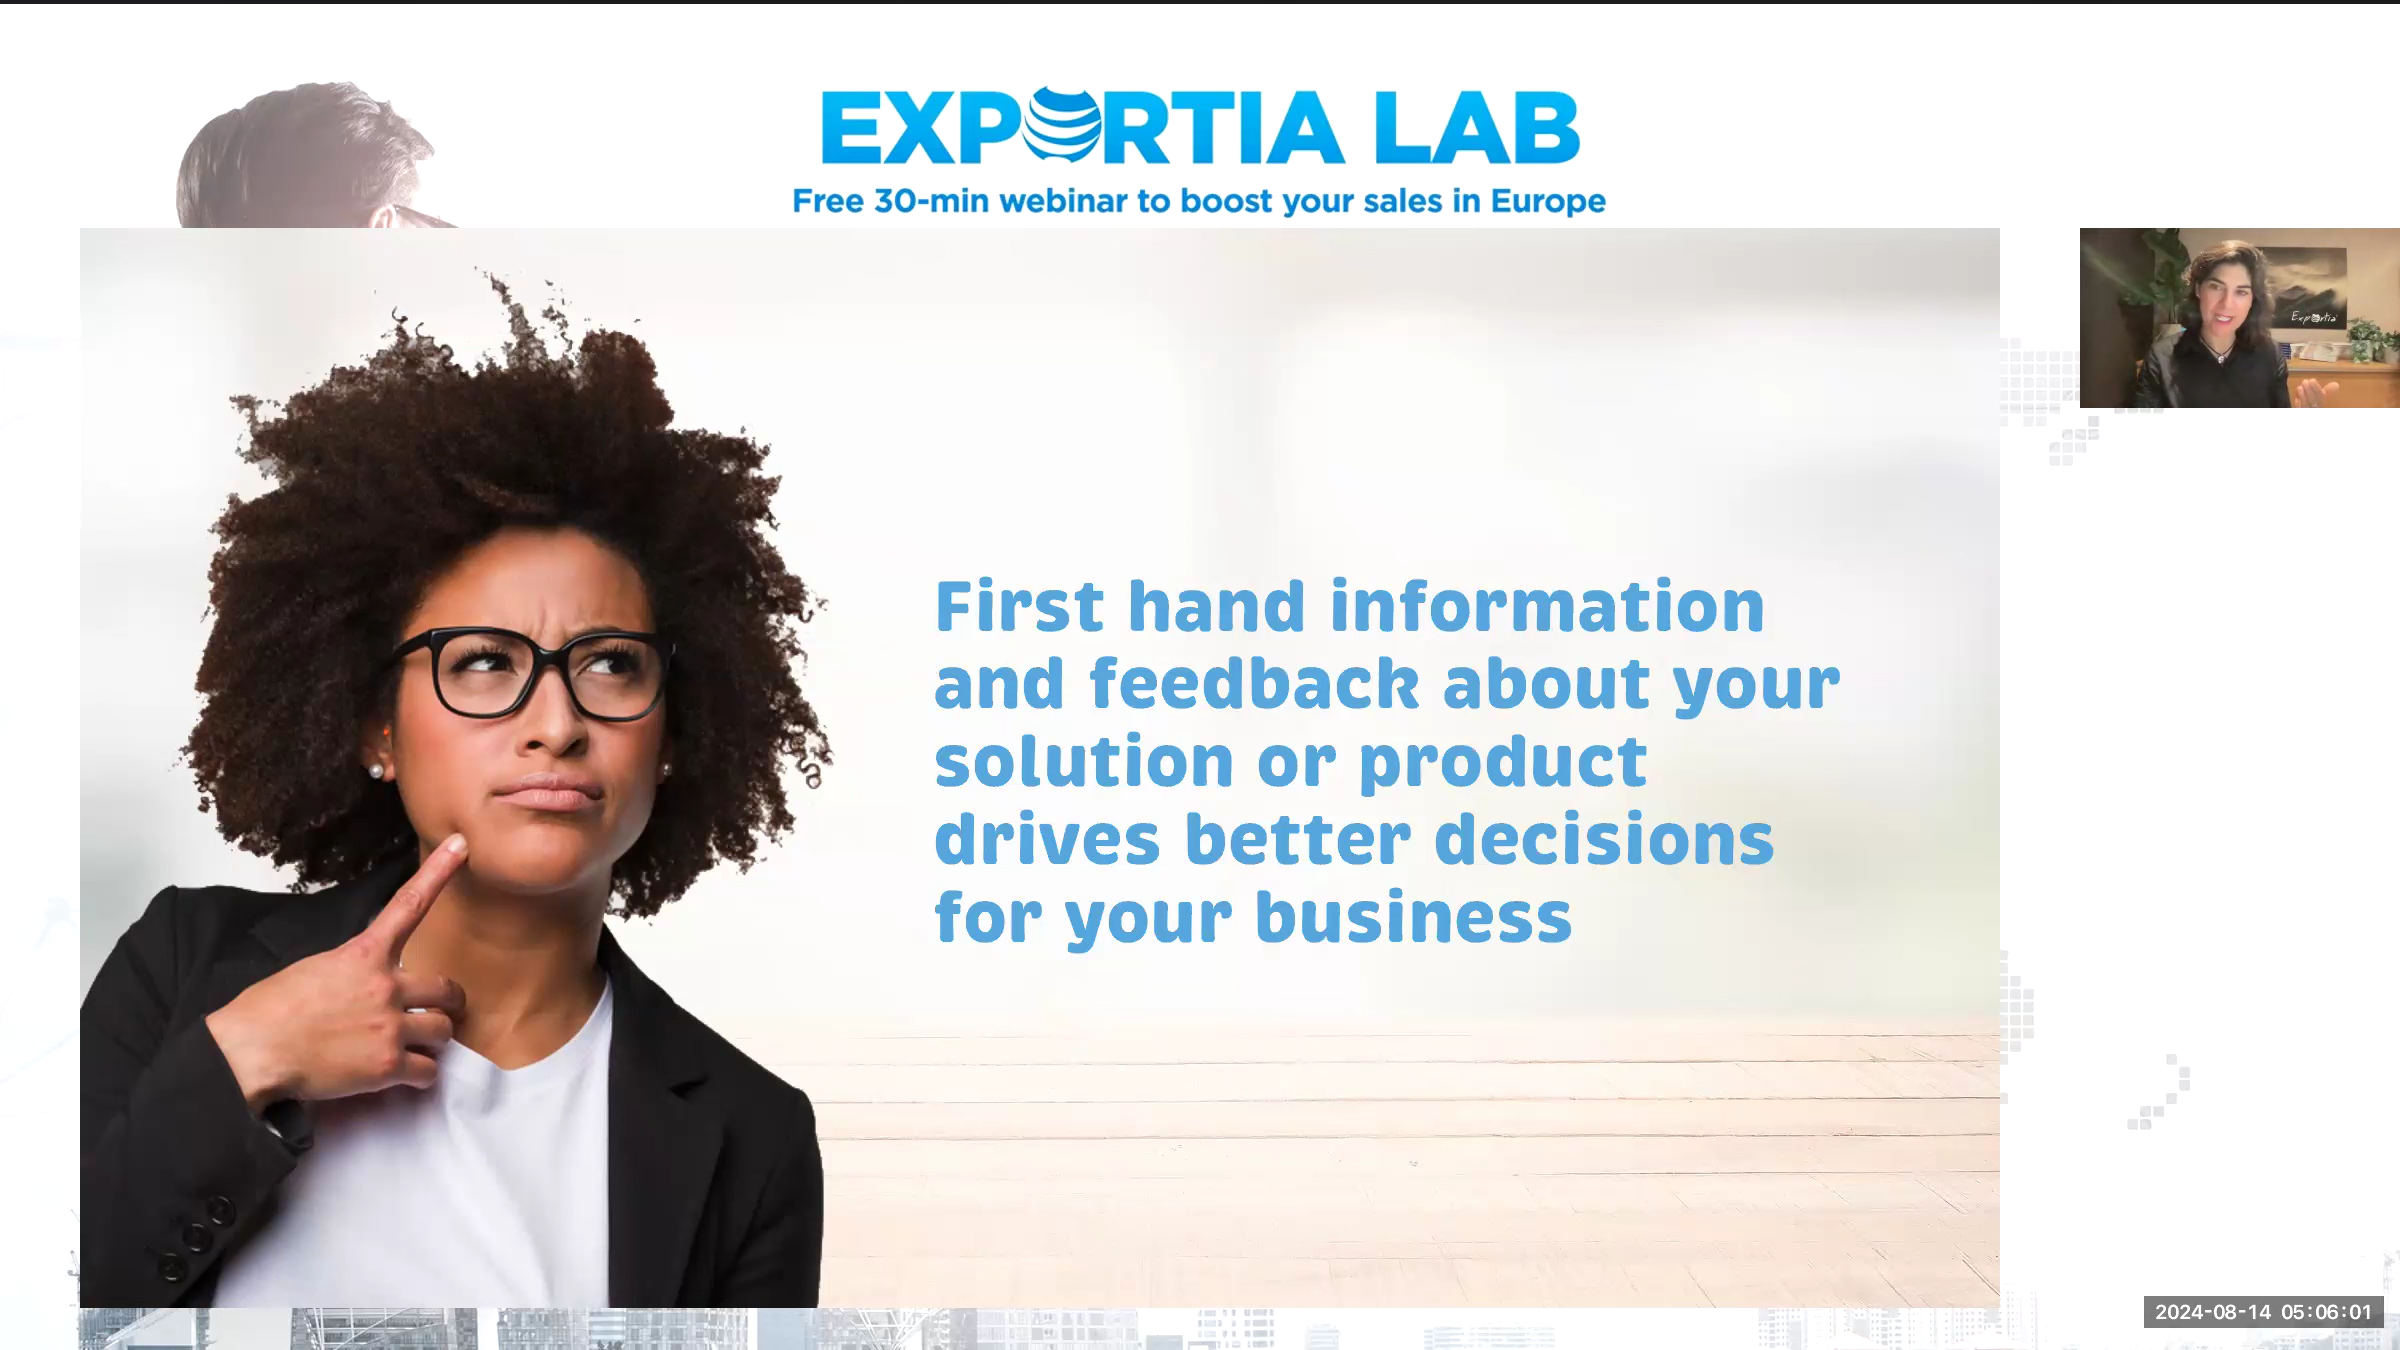 EXPORTIA LAB
Free 30-min webinar to boost your sales in Europe
Exportia
First hand information
and feedback about your
solution or product
drives better decisions
for your business
2024-08-14 05:06:01